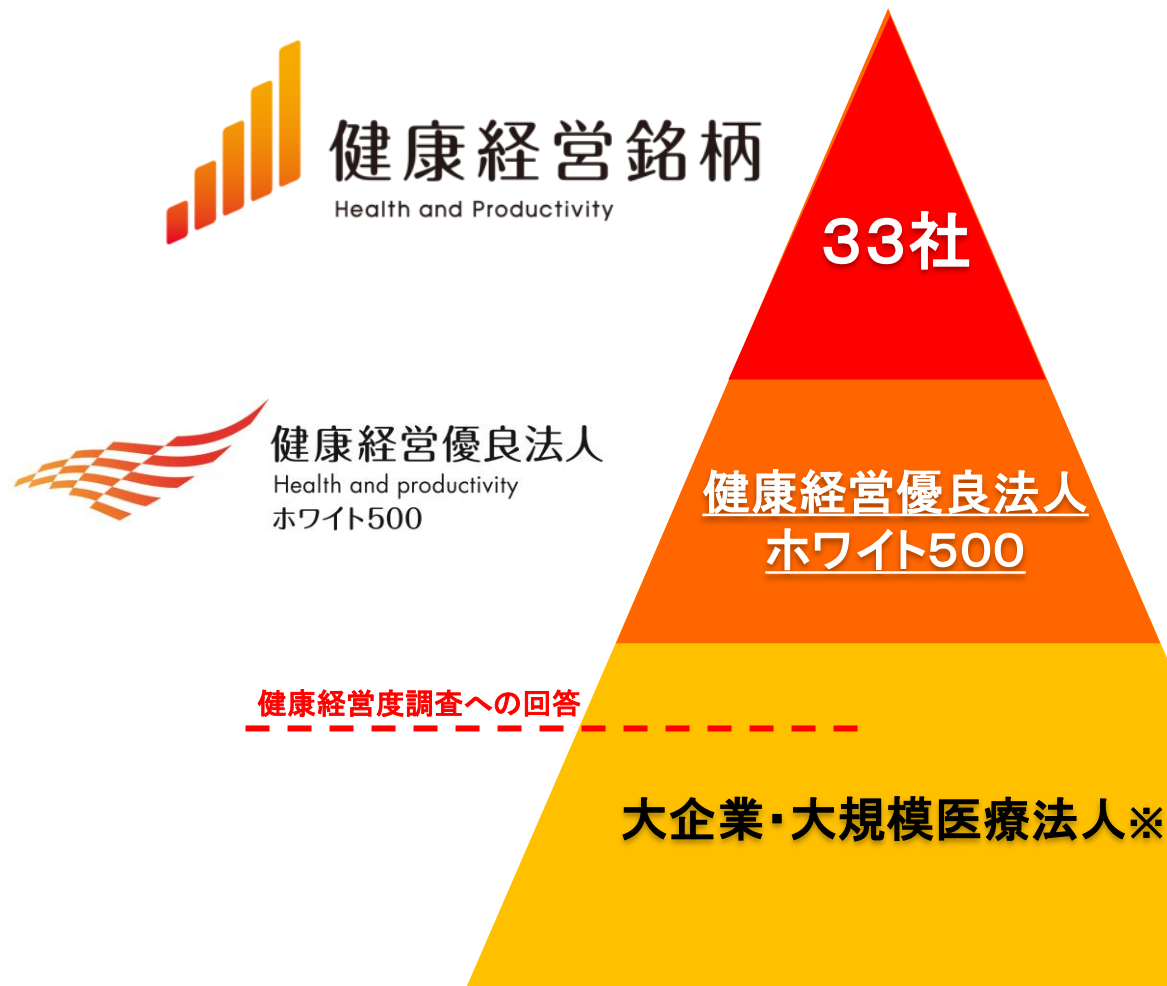 健康経営銘柄
Health and Productivity
33社
健康経営優良法人
Health and productivity
ホワイト500
健康経営優良法人
ホワイト500
健康経営度調査への回答
大企業・大規模医療法人※